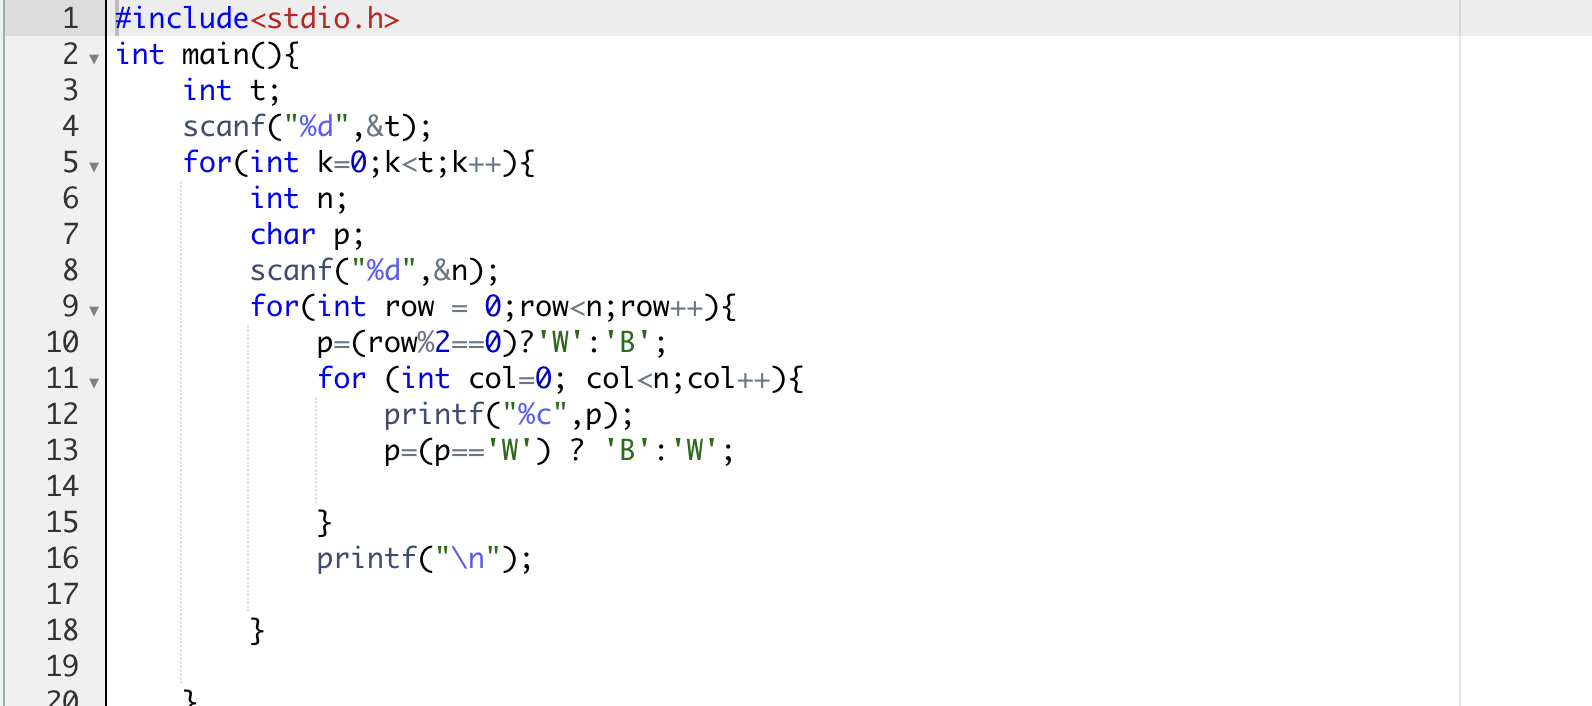 1 #include<stdio.h>
2 int main(){
3     int t;
4     scanf("%d",&t);
5     for(int k=0;k<t;k++){
6         int n;
7         char p;
8         scanf("%d",&n);
9         for(int row = 0;row<n;row++){
10             p=(row%2==0)?'W':'B';
11             for (int col=0; col<n;col++){
12                 printf("%c",p);
13                 p=(p=='W') ? 'B':'W';
14
15             }
16             printf("\n");
17
18         }
19
20     }